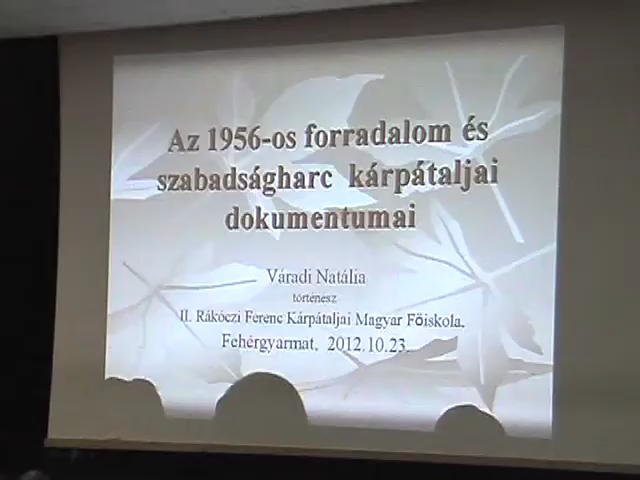 Az 1956-os forradalom és
szabadságharc kárpátaljai
dokumentumai
Váradi Natália
történész
II. Rákóczi Ferenc Kárpátaljai Magyar Főiskola,
Fehérgyarmat, 2012.10.23.